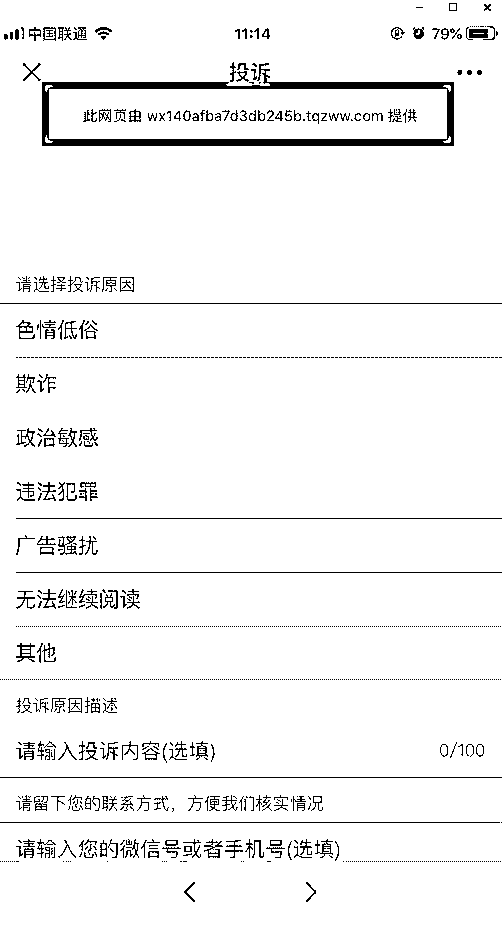 中国联通 11:14 79%
投诉
此网页由 wx140afba7d3db245b.tqzww.com 提供
请选择投诉原因
色情低俗
欺诈
政治敏感
违法犯罪
广告骚扰
无法继续阅读
其他
投诉原因描述
请输入投诉内容(选填) 0/100
请留下您的联系方式，方便我们核实情况
请输入您的微信号或者手机号(选填)